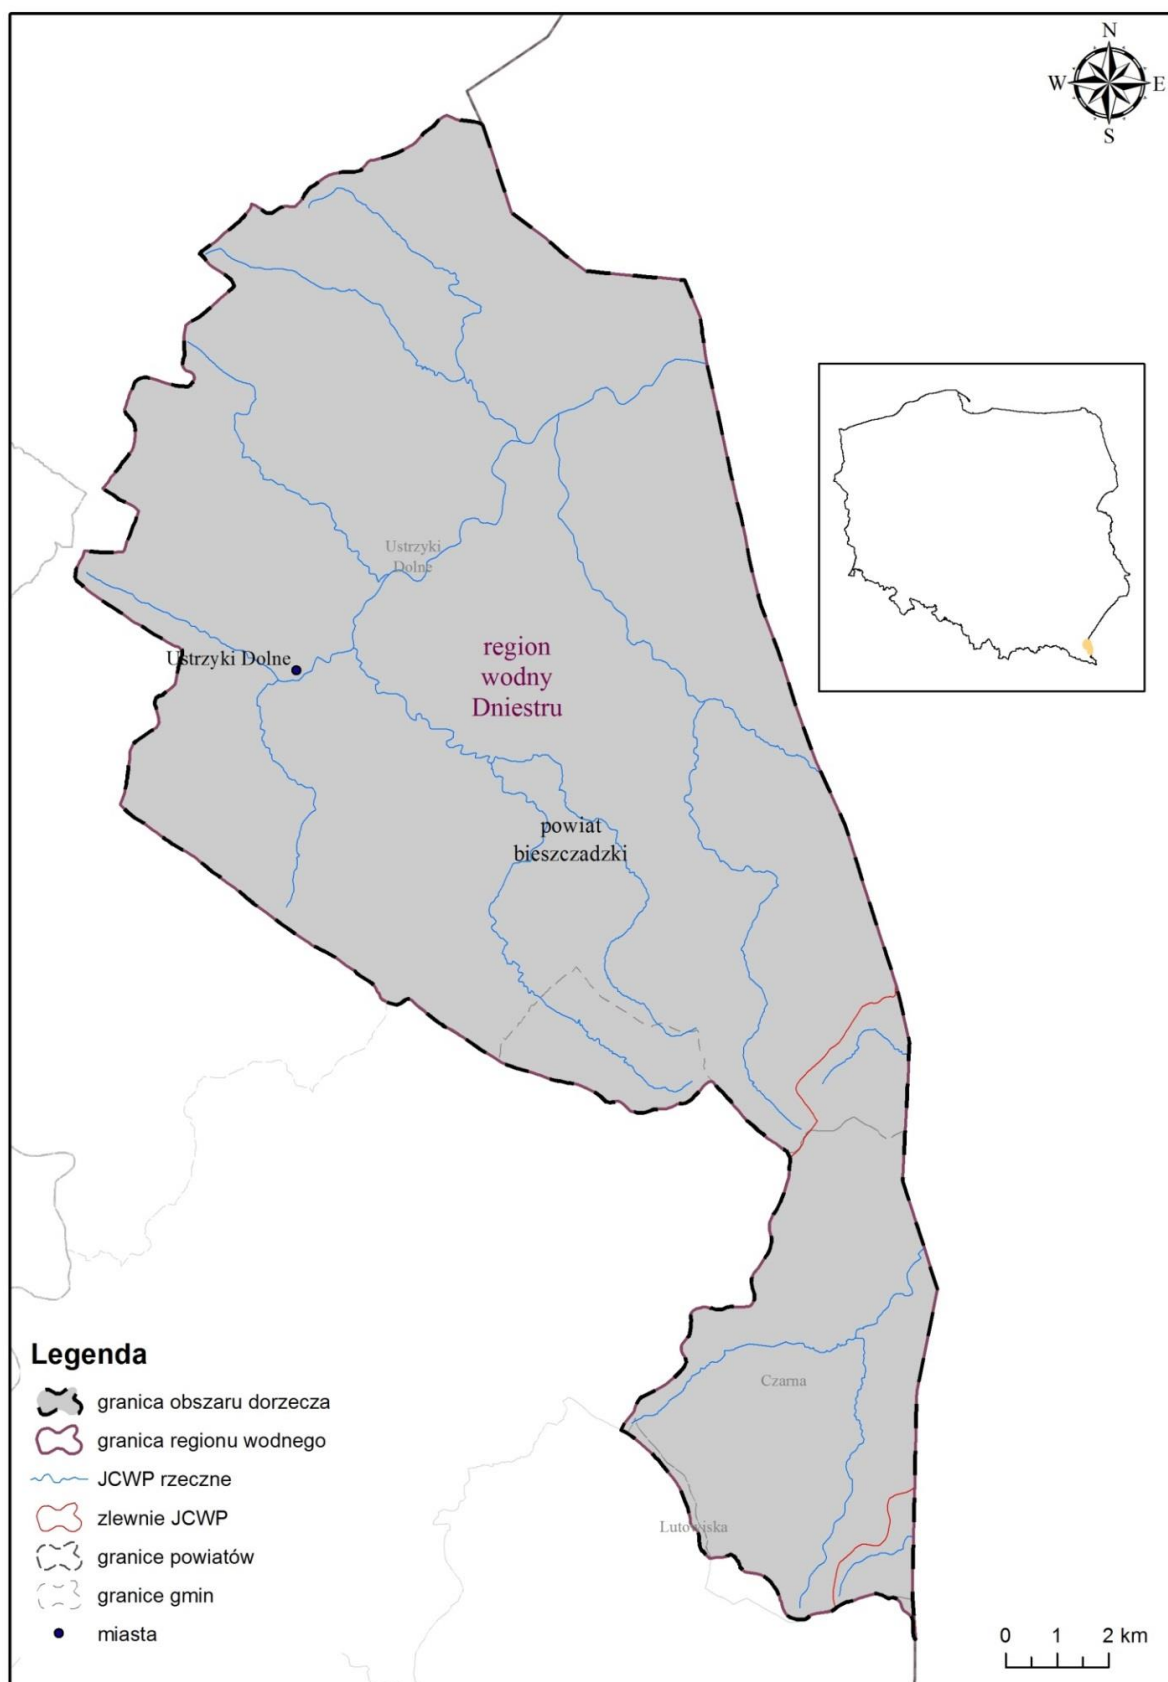 N
W
E
S
Ustrzyki
Dolne
region
wodny
Dniestru
Ustrzyki Dolne
powiat
bieszczadzki
Czarna
Lutowiska
Legenda
granica obszaru dorzecza
granica regionu wodnego
JCWP rzeczne
zlewnie JCWP
granice powiatów
granice gmin
miasta
0 1 2 km